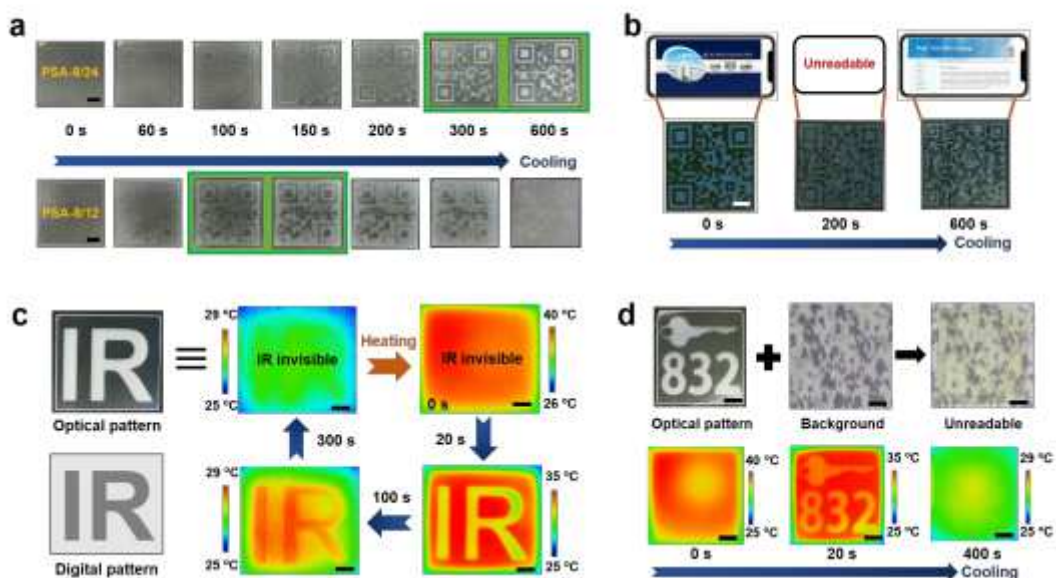 a
PSA-8/24
0 s 60 s 100 s 150 s 200 s 300 s 600 s
Cooling
PSA-8/12
b
Unreadable
0 s 200 s 600 s
Cooling
c
IR
Optical pattern
29 °C
25 °C
IR invisible
Heating
40 °C
26 °C
IR invisible
0 s
300 s
20 s
IR
Digital pattern
29 °C
25 °C
IR
100 s
35 °C
25 °C
IR
d
832
Optical pattern
Background
Unreadable
40 °C
25 °C
0 s
832
35 °C
25 °C
20 s
29 °C
25 °C
400 s
Cooling